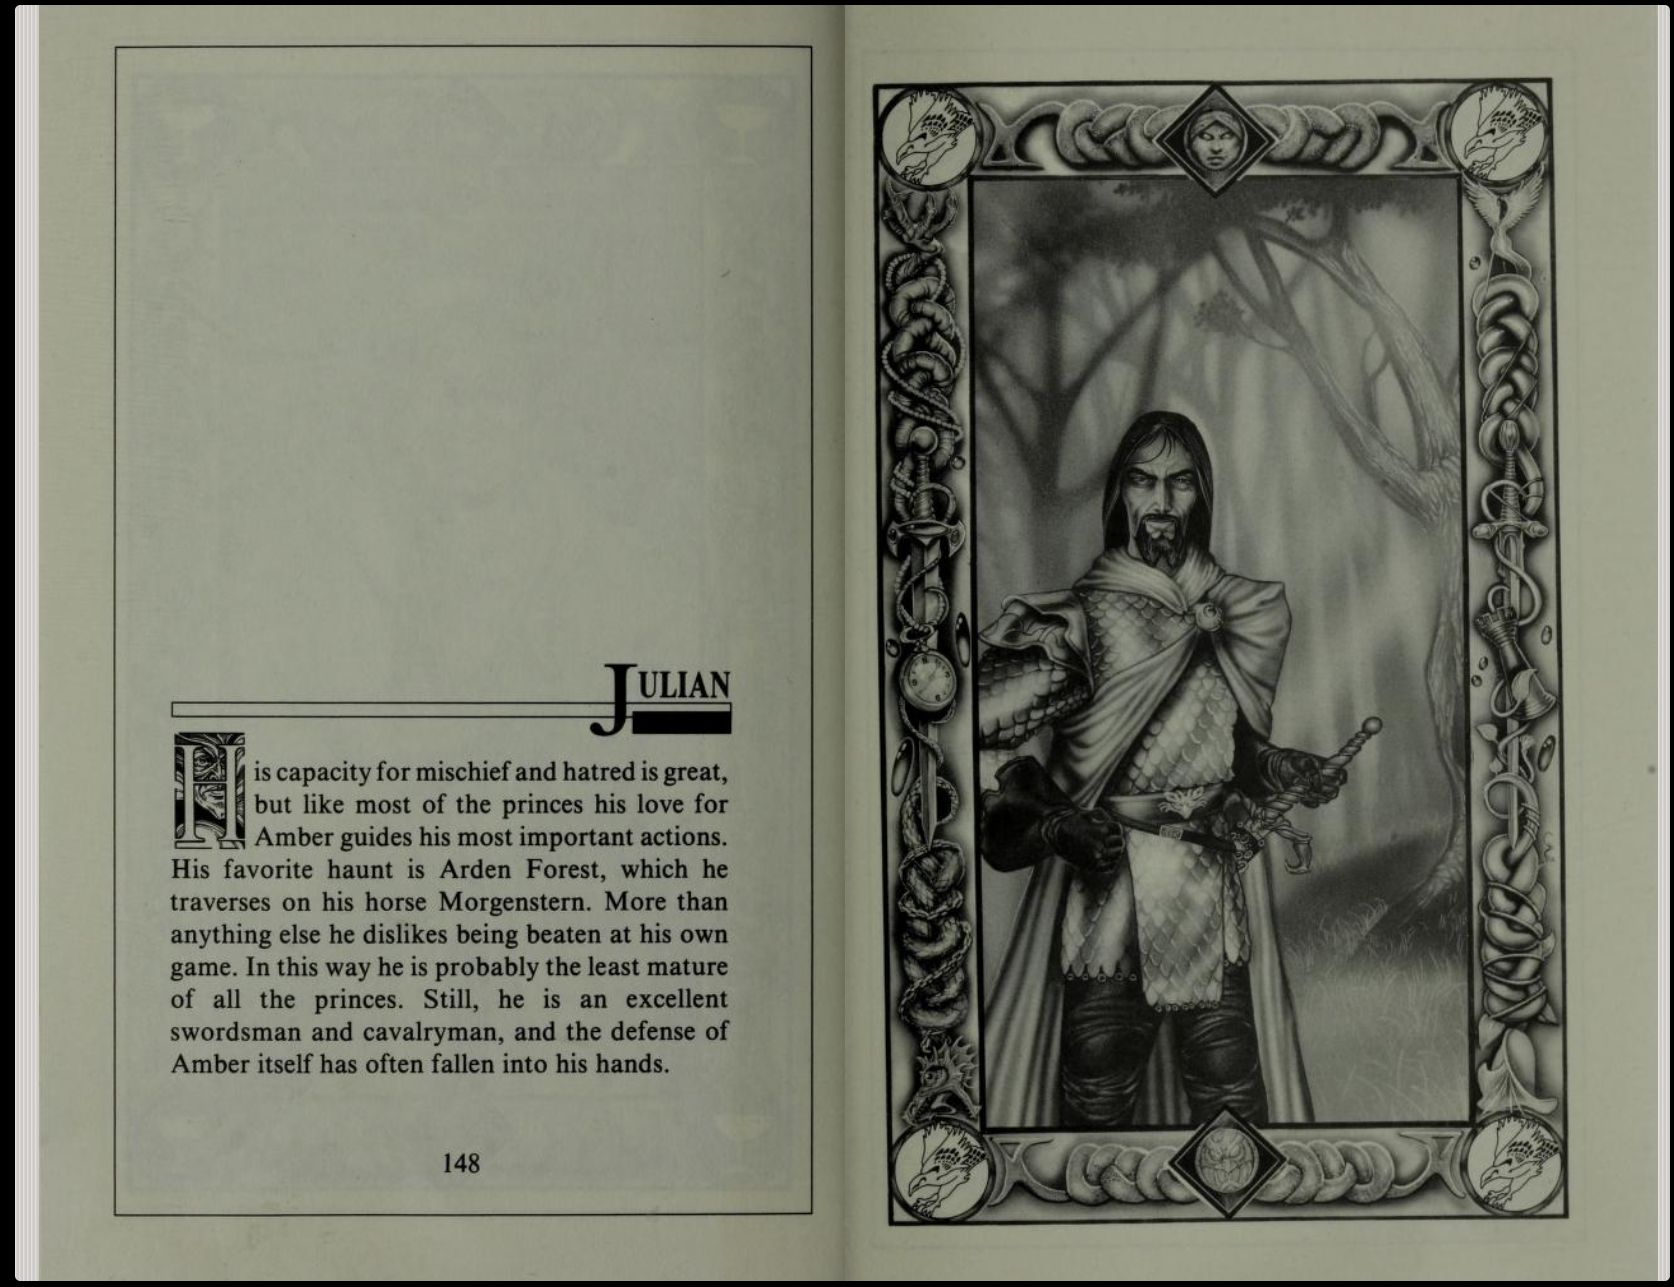 JULIAN
His capacity for mischief and hatred is great,
but like most of the princes his love for
Amber guides his most important actions.
His favorite haunt is Arden Forest, which he
traverses on his horse Morgenstern. More than
anything else he dislikes being beaten at his own
game. In this way he is probably the least mature
of all the princes. Still, he is an excellent
swordsman and cavalryman, and the defense of
Amber itself has often fallen into his hands.
148